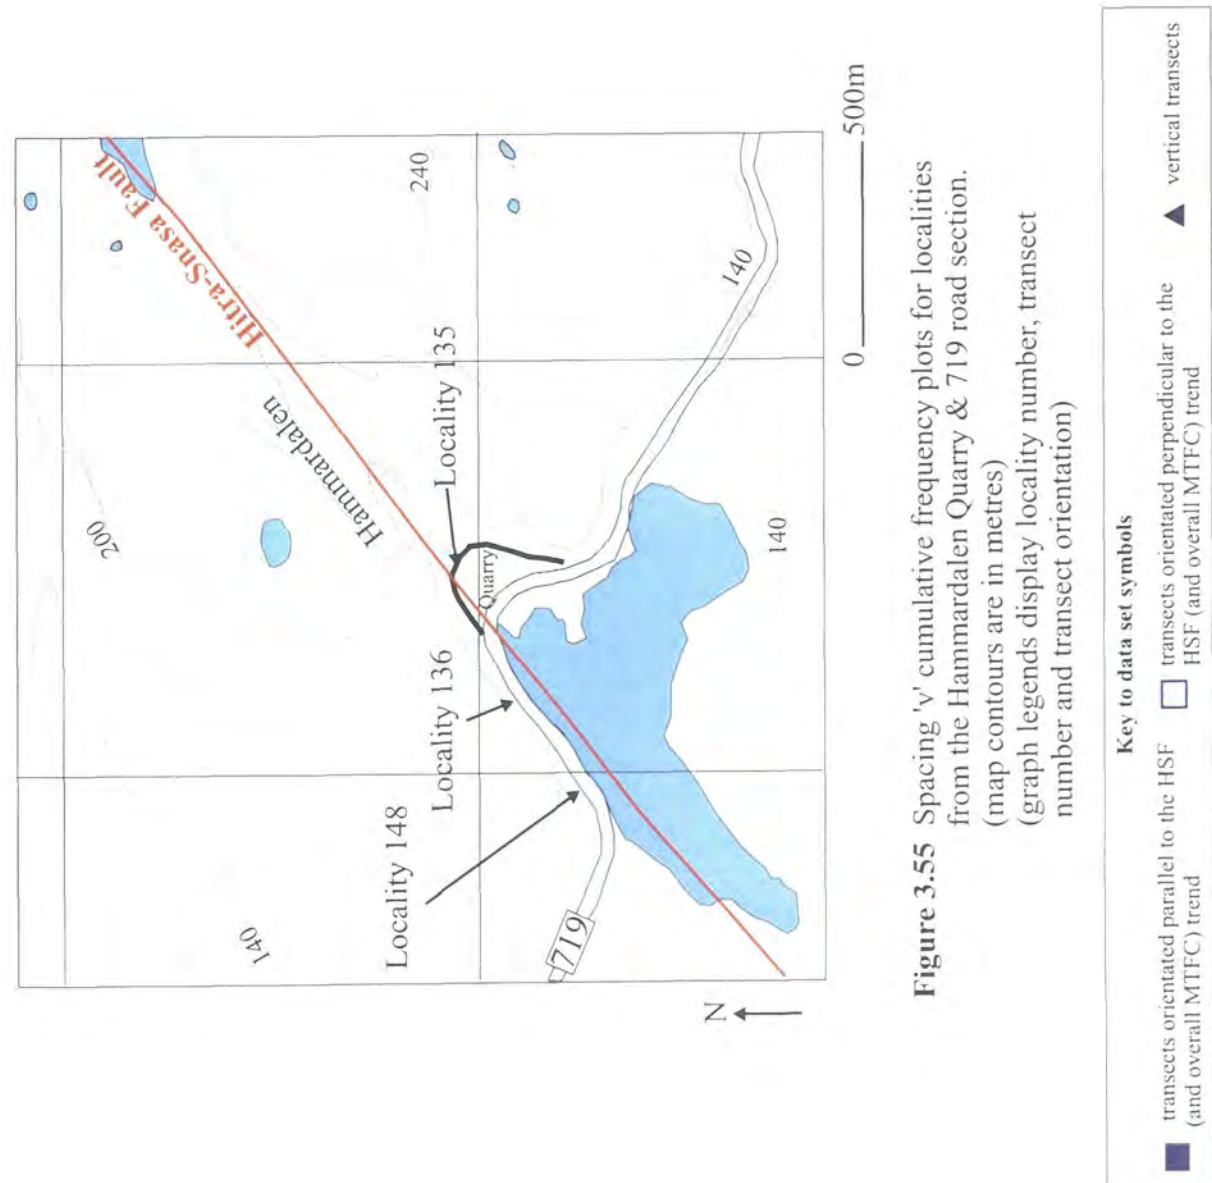 N
719
140
Locality 148
Locality 136
Quarry
Locality 135
Hammardalen
Hitra-Snasa Fault
200
240
140
140
0
500m
Figure 3.55 Spacing 'v' cumulative frequency plots for localities
from the Hammardalen Quarry & 719 road section.
(map contours are in metres)
(graph legends display locality number, transect
number and transect orientation)
Key to data set symbols
transects orientated parallel to the HSF
(and overall MTFC) trend
transects orientated perpendicular to the
HSF (and overall MTFC) trend
vertical transects